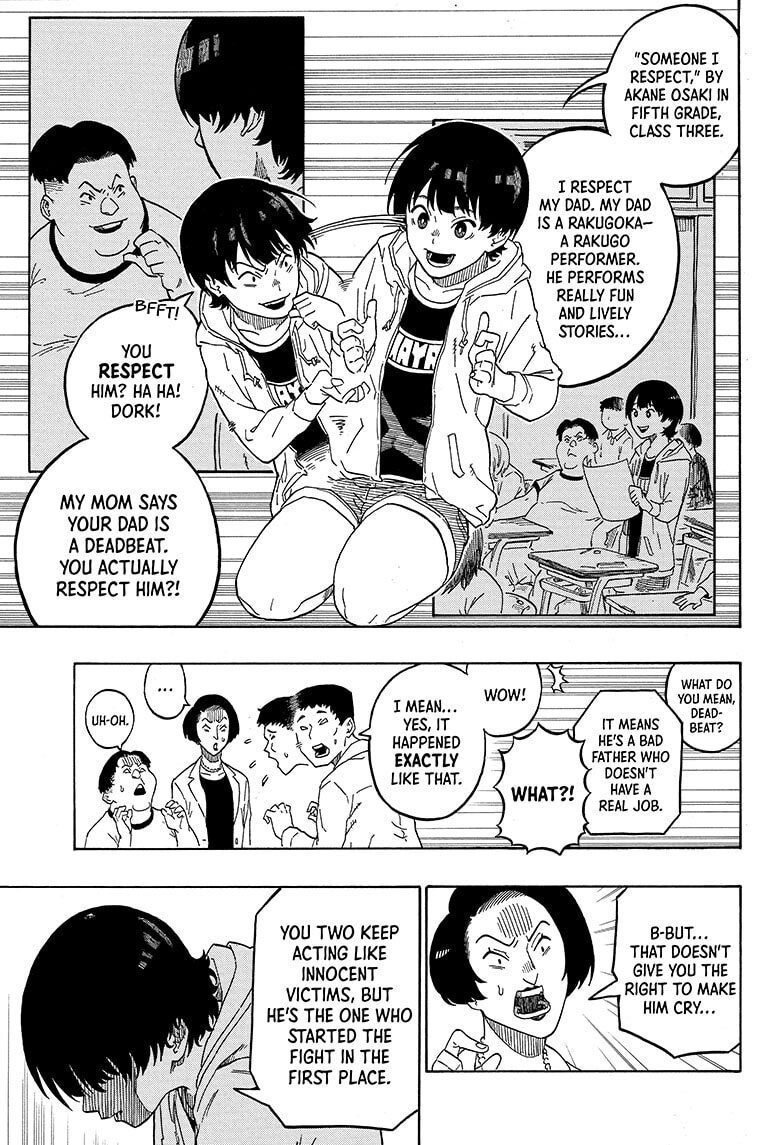 "SOMEONE I
RESPECT," BY
AKANE OSAKI IN
FIFTH GRADE,
CLASS THREE.
I RESPECT
MY DAD. MY DAD
IS A RAKUGOKA—
A RAKUGO
PERFORMER.
HE PERFORMS
REALLY FUN
AND LIVELY
STORIES...
BFFT!
YOU
RESPECT
HIM? HA HA!
DORK!
MY MOM SAYS
YOUR DAD IS
A DEADBEAT.
YOU ACTUALLY
RESPECT HIM?!
WHAT DO
YOU MEAN,
DEAD-
BEAT?
IT MEANS
HE'S A BAD
FATHER WHO
DOESN'T
HAVE A
REAL JOB.
WHAT?!
WOW!
I MEAN...
YES, IT
HAPPENED
EXACTLY
LIKE THAT.
...
UH-OH.
B-BUT...
THAT DOESN'T
GIVE YOU THE
RIGHT TO MAKE
HIM CRY...
YOU TWO KEEP
ACTING LIKE
INNOCENT
VICTIMS, BUT
HE'S THE ONE WHO
STARTED THE
FIGHT IN THE
FIRST PLACE.